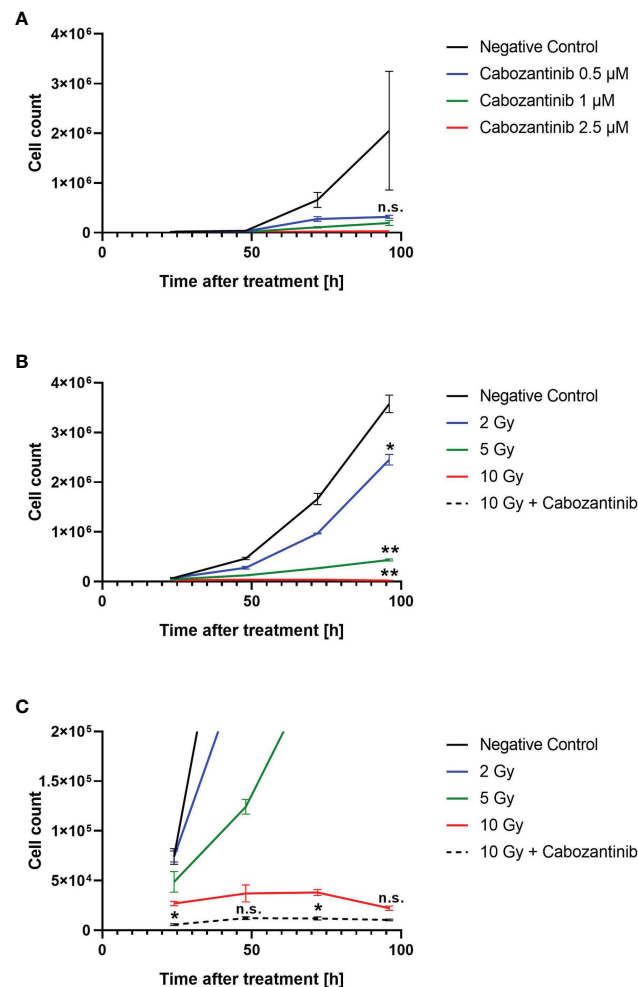 A
4×10⁶
3×10⁶
2×10⁶
1×10⁶
0
Cell count
n.s.
0
50
100
Time after treatment [h]
Negative Control
Cabozantinib 0.5 µM
Cabozantinib 1 µM
Cabozantinib 2.5 µM
B
4×10⁶
3×10⁶
2×10⁶
1×10⁶
0
Cell count
*
**
**
0
50
100
Time after treatment [h]
Negative Control
2 Gy
5 Gy
10 Gy
10 Gy + Cabozantinib
C
2×10⁵
1.5×10⁵
1×10⁵
5×10⁴
0
Cell count
*
n.s.
*
n.s.
0
50
100
Time after treatment [h]
Negative Control
2 Gy
5 Gy
10 Gy
10 Gy + Cabozantinib